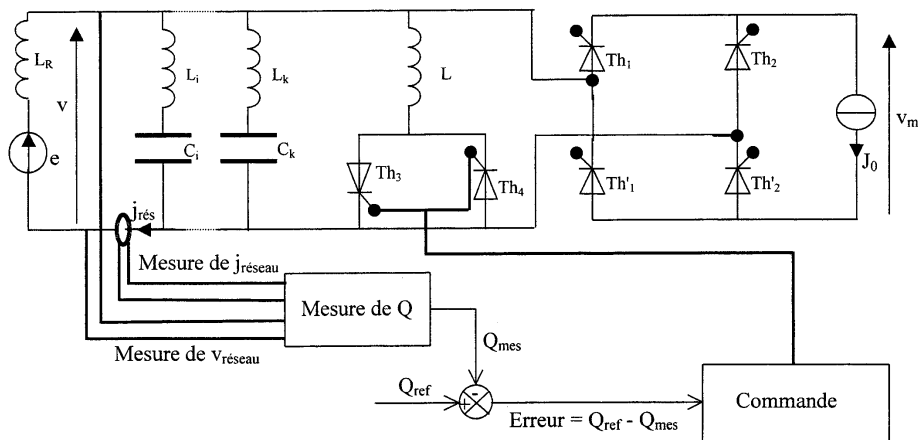 L_R
v
e
L_i
L_k
L
C_i
C_k
Th_3
Th_4
Th_1
Th_2
Th'_1
Th'_2
J_0
v_m
j_rés
Mesure de j_réseau
Mesure de Q
Mesure de v_réseau
Q_mes
Q_ref
+
-
Erreur = Q_ref - Q_mes
Commande